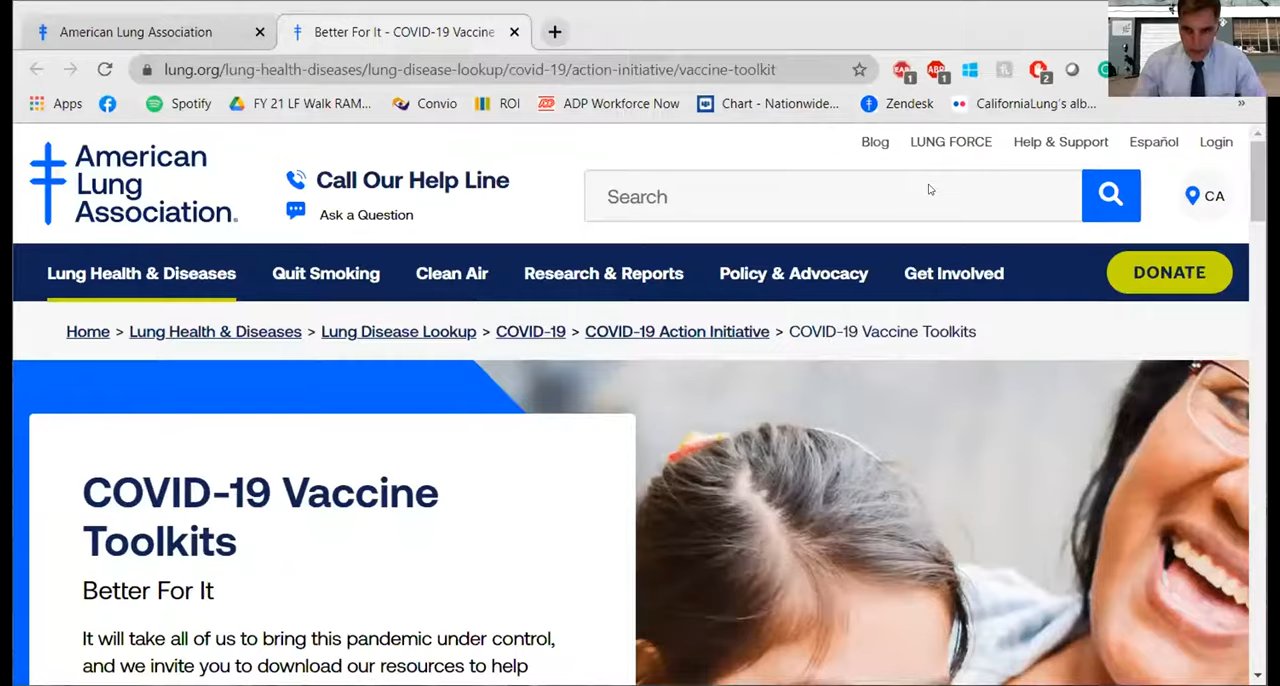 American Lung Association
Better For It - COVID-19 Vaccine
lung.org/lung-health-diseases/lung-disease-lookup/covid-19/action-initiative/vaccine-toolkit
1
1
2
Apps
Spotify
FY 21 LF Walk RAM...
Convio
ROI
ADP Workforce Now
Chart - Nationwide...
Zendesk
CaliforniaLung's alb...
»
Blog
LUNG FORCE
Help & Support
Español
Login
American
Lung
Association.
Call Our Help Line
Ask a Question
Search
CA
Lung Health & Diseases
Quit Smoking
Clean Air
Research & Reports
Policy & Advocacy
Get Involved
DONATE
Home > Lung Health & Diseases > Lung Disease Lookup > COVID-19 > COVID-19 Action Initiative > COVID-19 Vaccine Toolkits
COVID-19 Vaccine
Toolkits
Better For It
It will take all of us to bring this pandemic under control,
and we invite you to download our resources to help